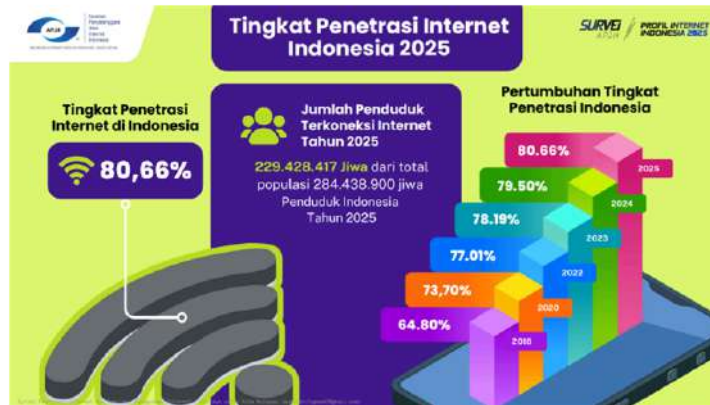 APJII
Tingkat Penetrasi Internet
Indonesia 2025
SURVEI
APJII
PROFIL INTERNET
INDONESIA 2025
Tingkat Penetrasi
Internet di Indonesia
80,66%
Jumlah Penduduk
Terkoneksi Internet
Tahun 2025
229.428.417 Jiwa dari total
populasi 284.438.900 jiwa
Penduduk Indonesia
Tahun 2025
Pertumbuhan Tingkat
Penetrasi Indonesia
80.66%
2025
79.50%
2024
78.19%
2023
77.01%
2022
73,70%
2020
64.80%
2018